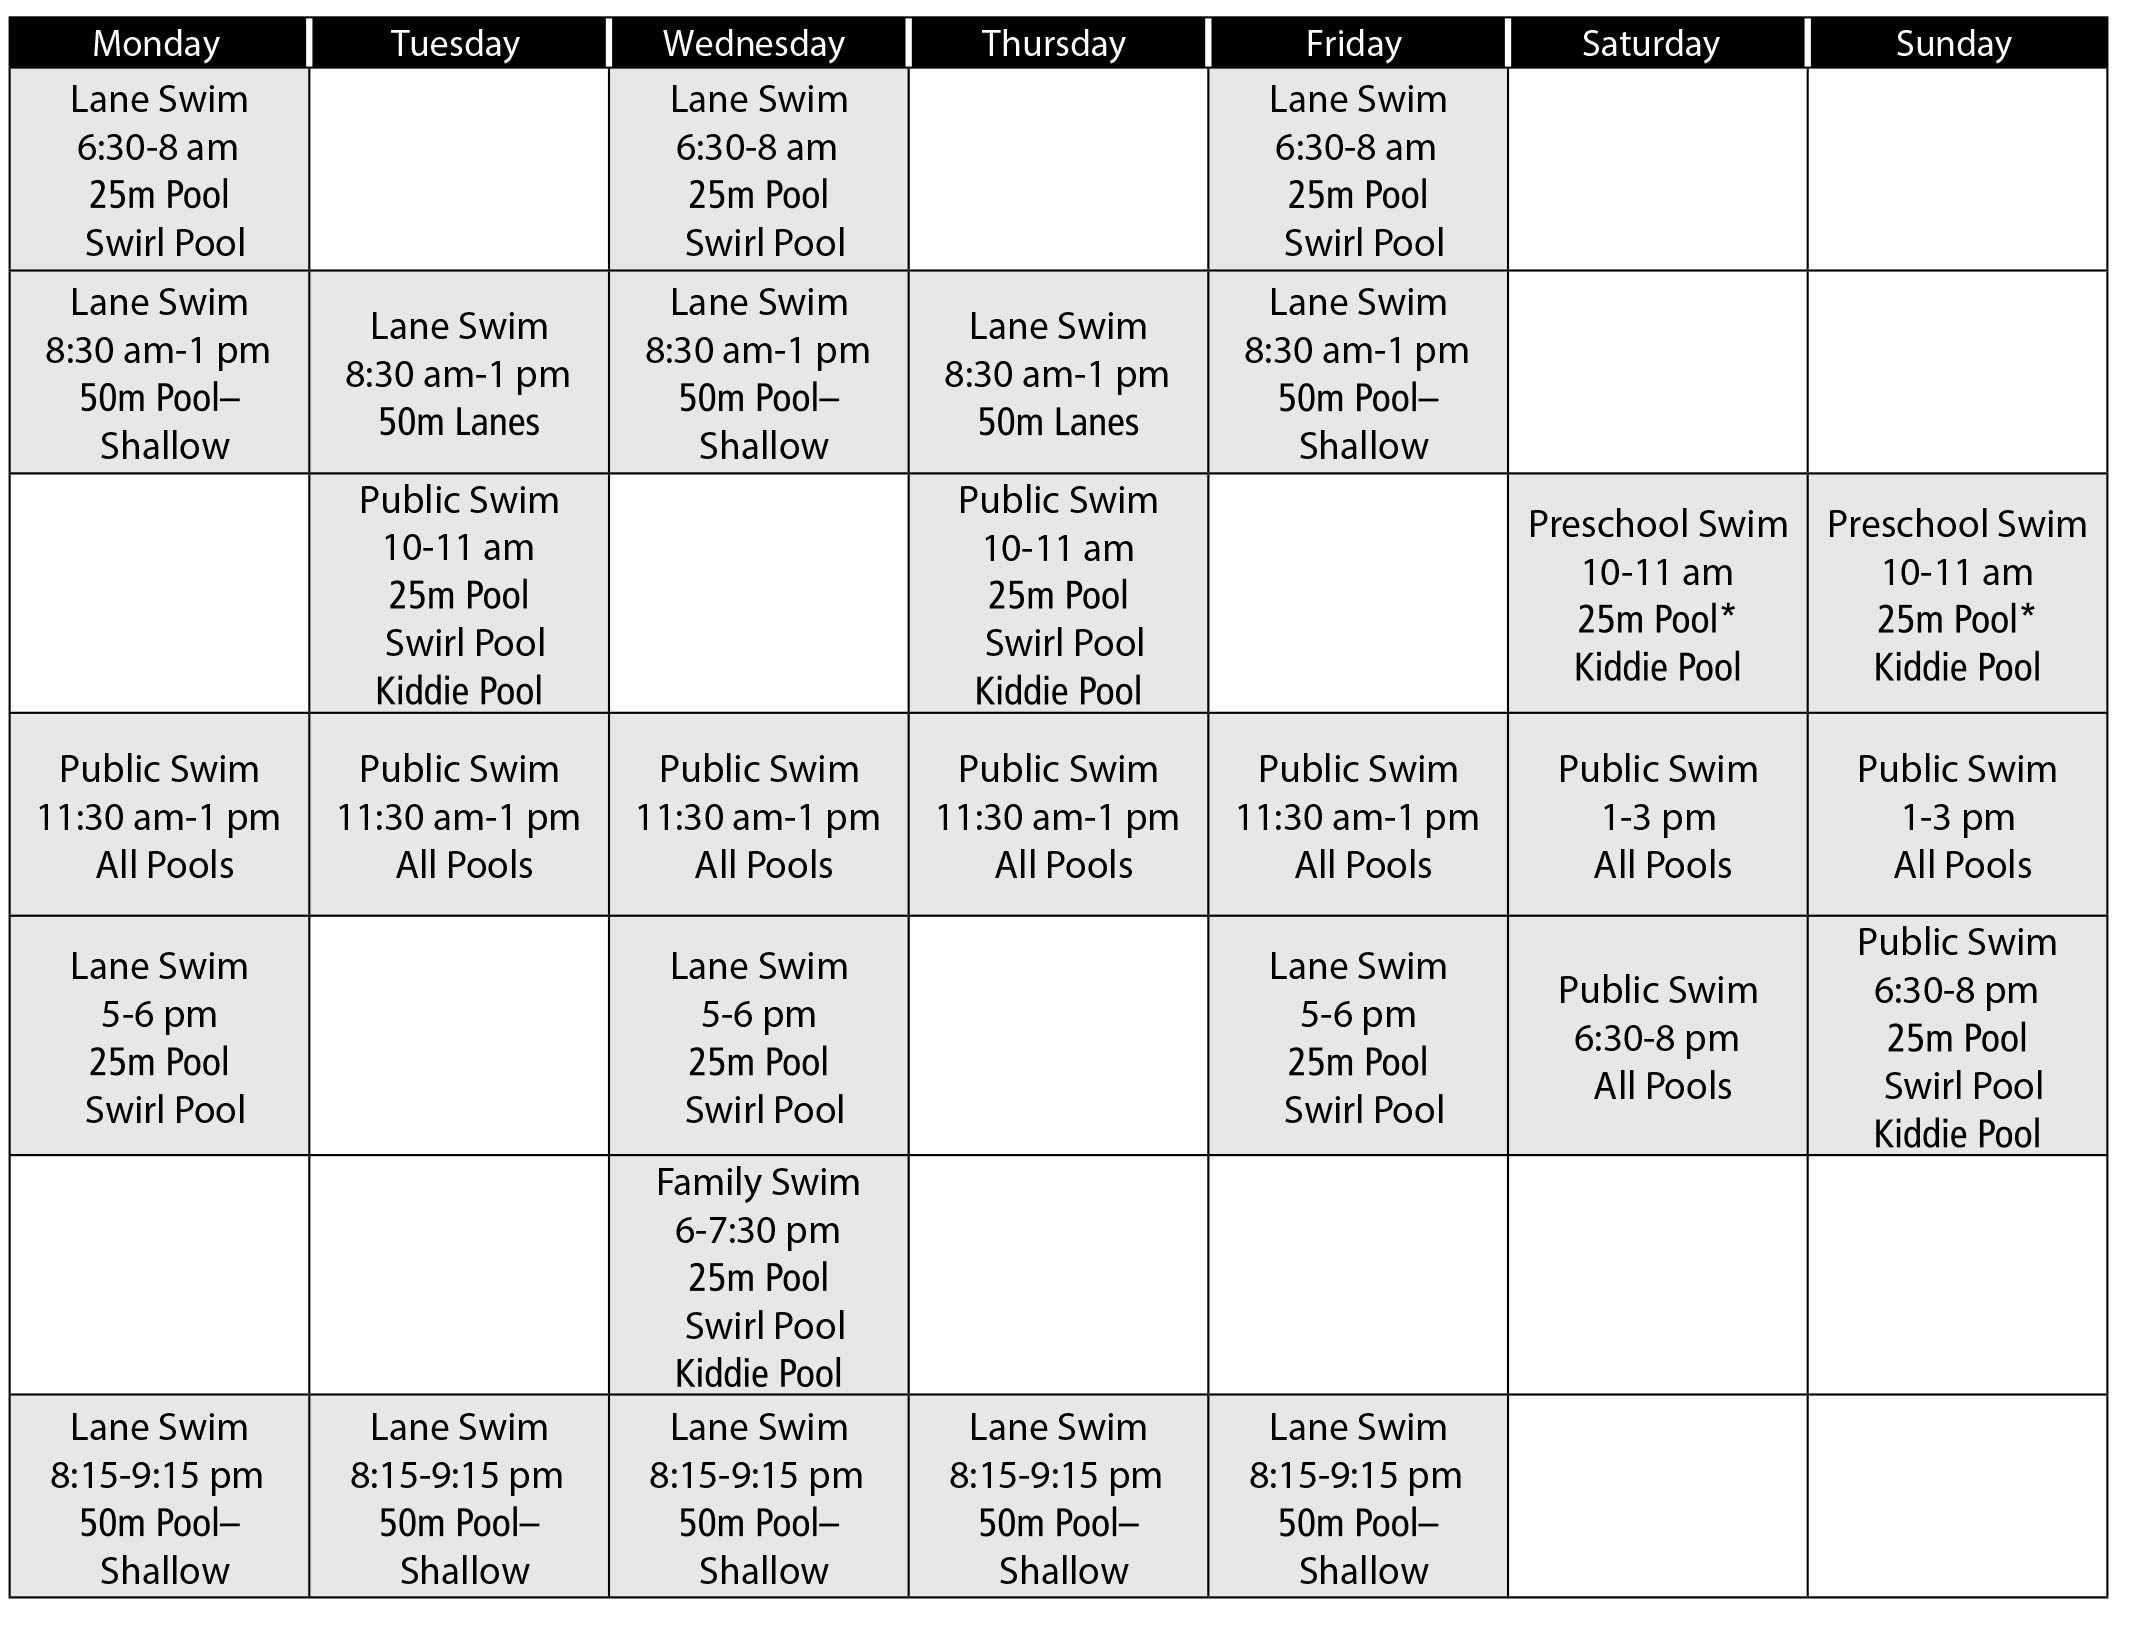 Monday Tuesday Wednesday Thursday Friday Saturday Sunday
Lane Swim
6:30-8 am
25m Pool
Swirl Pool
Lane Swim
6:30-8 am
25m Pool
Swirl Pool
Lane Swim
6:30-8 am
25m Pool
Swirl Pool
Lane Swim
8:30 am-1 pm
50m Pool–
Shallow
Lane Swim
8:30 am-1 pm
50m Lanes
Lane Swim
8:30 am-1 pm
50m Pool–
Shallow
Lane Swim
8:30 am-1 pm
50m Lanes
Lane Swim
8:30 am-1 pm
50m Pool–
Shallow
Public Swim
10-11 am
25m Pool
Swirl Pool
Kiddie Pool
Public Swim
10-11 am
25m Pool
Swirl Pool
Kiddie Pool
Preschool Swim
10-11 am
25m Pool*
Kiddie Pool
Preschool Swim
10-11 am
25m Pool*
Kiddie Pool
Public Swim
11:30 am-1 pm
All Pools
Public Swim
11:30 am-1 pm
All Pools
Public Swim
11:30 am-1 pm
All Pools
Public Swim
11:30 am-1 pm
All Pools
Public Swim
11:30 am-1 pm
All Pools
Public Swim
1-3 pm
All Pools
Public Swim
1-3 pm
All Pools
Lane Swim
5-6 pm
25m Pool
Swirl Pool
Lane Swim
5-6 pm
25m Pool
Swirl Pool
Lane Swim
5-6 pm
25m Pool
Swirl Pool
Public Swim
6:30-8 pm
All Pools
Public Swim
6:30-8 pm
25m Pool
Swirl Pool
Kiddie Pool
Family Swim
6-7:30 pm
25m Pool
Swirl Pool
Kiddie Pool
Lane Swim
8:15-9:15 pm
50m Pool–
Shallow
Lane Swim
8:15-9:15 pm
50m Pool–
Shallow
Lane Swim
8:15-9:15 pm
50m Pool–
Shallow
Lane Swim
8:15-9:15 pm
50m Pool–
Shallow
Lane Swim
8:15-9:15 pm
50m Pool–
Shallow